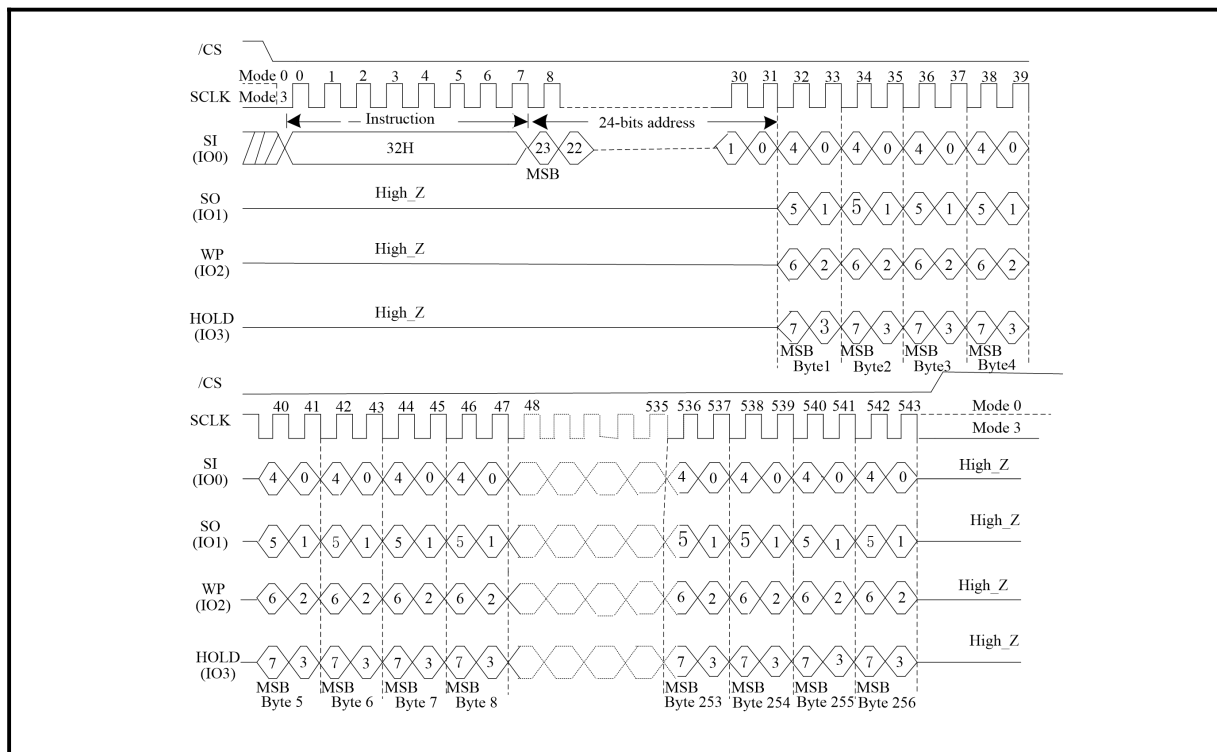 /CS
Mode 0 0 1 2 3 4 5 6 7 8 30 31 32 33 34 35 36 37 38 39
SCLK Mode 3
Instruction 24-bits address
SI
(IO0)
32H 23 22 1 0 4 0 4 0 4 0 4 0
MSB
SO
(IO1)
High_Z 5 1 5 1 5 1 5 1
WP
(IO2)
High_Z 6 2 6 2 6 2 6 2
HOLD
(IO3)
High_Z 7 3 7 3 7 3 7 3
MSB MSB MSB MSB
Byte1 Byte2 Byte3 Byte4
/CS
SCLK 40 41 42 43 44 45 46 47 48 535 536 537 538 539 540 541 542 543 Mode 0
Mode 3
SI
(IO0)
4 0 4 0 4 0 4 0 4 0 4 0 4 0 4 0 High_Z
SO
(IO1)
5 1 5 1 5 1 5 1 5 1 5 1 5 1 5 1 High_Z
WP
(IO2)
6 2 6 2 6 2 6 2 6 2 6 2 6 2 6 2 High_Z
HOLD
(IO3)
7 3 7 3 7 3 7 3 7 3 7 3 7 3 7 3 High_Z
MSB MSB MSB MSB MSB MSB MSB MSB
Byte 5 Byte 6 Byte 7 Byte 8 Byte 253 Byte 254 Byte 255 Byte 256